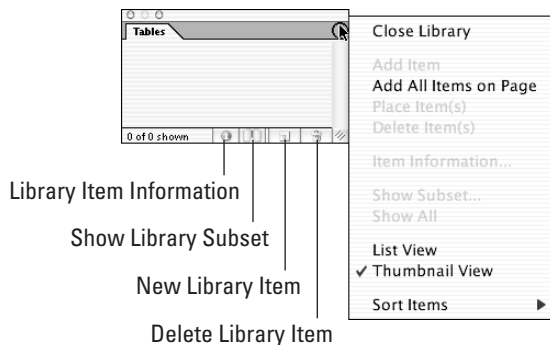 Tables
0 of 0 shown
Library Item Information
Show Library Subset
New Library Item
Delete Library Item
Close Library
Add Item
Add All Items on Page
Place Item(s)
Delete Item(s)
Item Information...
Show Subset...
Show All
List View
✓ Thumbnail View
Sort Items